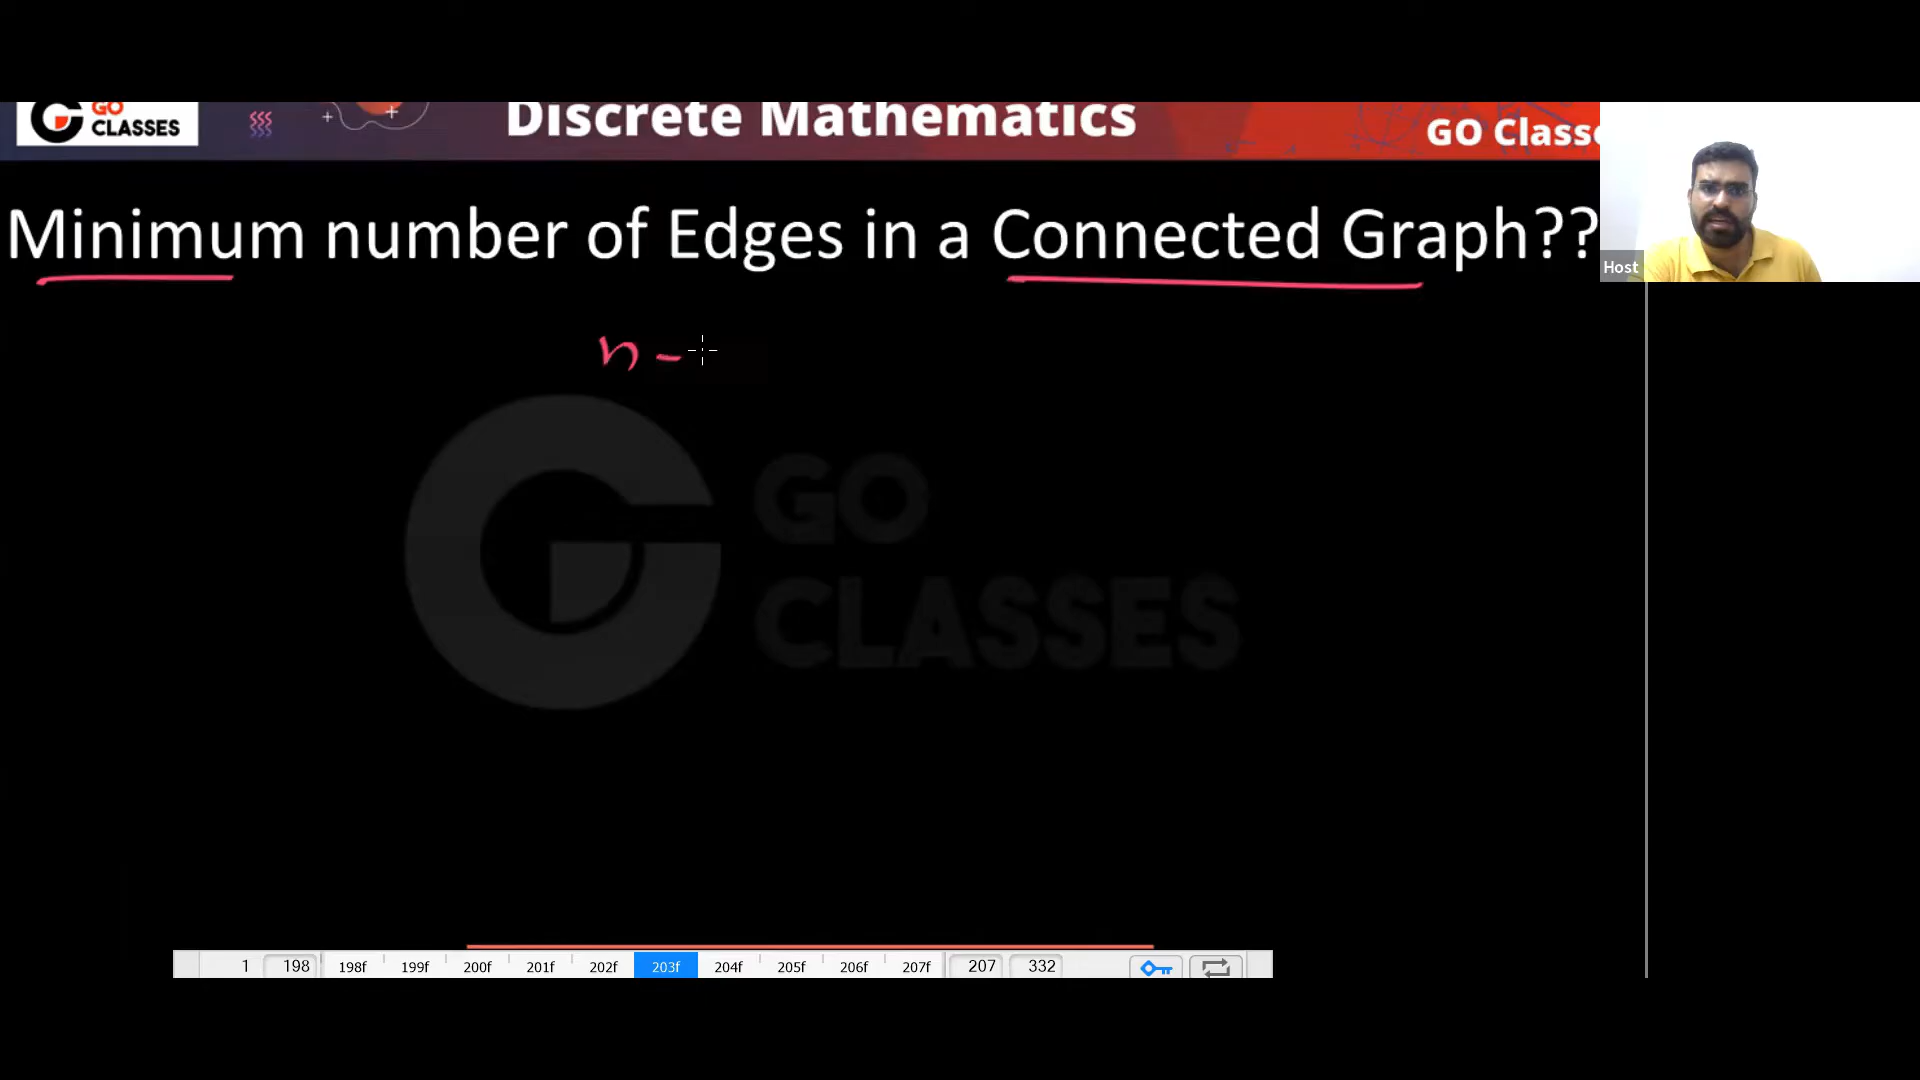 GO
CLASSES
Discrete Mathematics
GO Classe
Minimum number of Edges in a Connected Graph??
Host
n -
GO
CLASSES
1 198 198f 199f 200f 201f 202f 203f 204f 205f 206f 207f 207 332